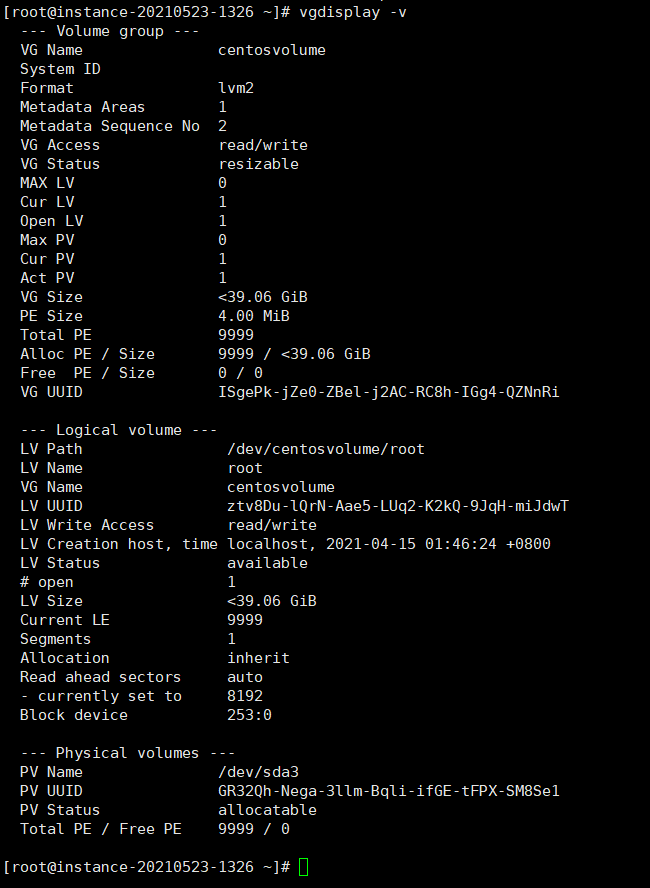 [root@instance-20210523-1326 ~]# vgdisplay -v
  --- Volume group ---
  VG Name               centosvolume
  System ID
  Format                lvm2
  Metadata Areas        1
  Metadata Sequence No  2
  VG Access             read/write
  VG Status             resizable
  MAX LV                0
  Cur LV                1
  Open LV               1
  Max PV                0
  Cur PV                1
  Act PV                1
  VG Size               <39.06 GiB
  PE Size               4.00 MiB
  Total PE              9999
  Alloc PE / Size       9999 / <39.06 GiB
  Free  PE / Size       0 / 0
  VG UUID               ISgePk-jZe0-ZBel-j2AC-RC8h-IGg4-QZNnRi

  --- Logical volume ---
  LV Path                /dev/centosvolume/root
  LV Name                root
  VG Name                centosvolume
  LV UUID                ztv8Du-lQrN-Aae5-LUq2-K2kQ-9JqH-miJdwT
  LV Write Access        read/write
  LV Creation host, time localhost, 2021-04-15 01:46:24 +0800
  LV Status              available
  # open                 1
  LV Size                <39.06 GiB
  Current LE             9999
  Segments               1
  Allocation             inherit
  Read ahead sectors     auto
  - currently set to     8192
  Block device           253:0

  --- Physical volumes ---
  PV Name               /dev/sda3
  PV UUID               GR32Qh-Nega-3llm-Bqli-ifGE-tFPX-SM8Se1
  PV Status             allocatable
  Total PE / Free PE    9999 / 0

[root@instance-20210523-1326 ~]#